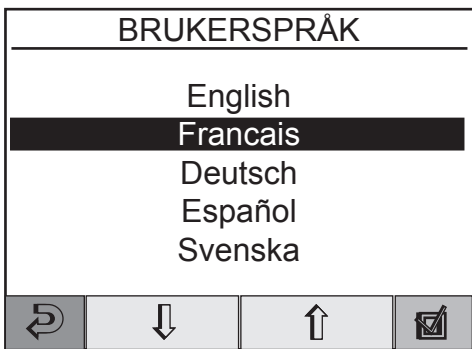 BRUKERSPRÅK
English
Francais
Deutsch
Español
Svenska